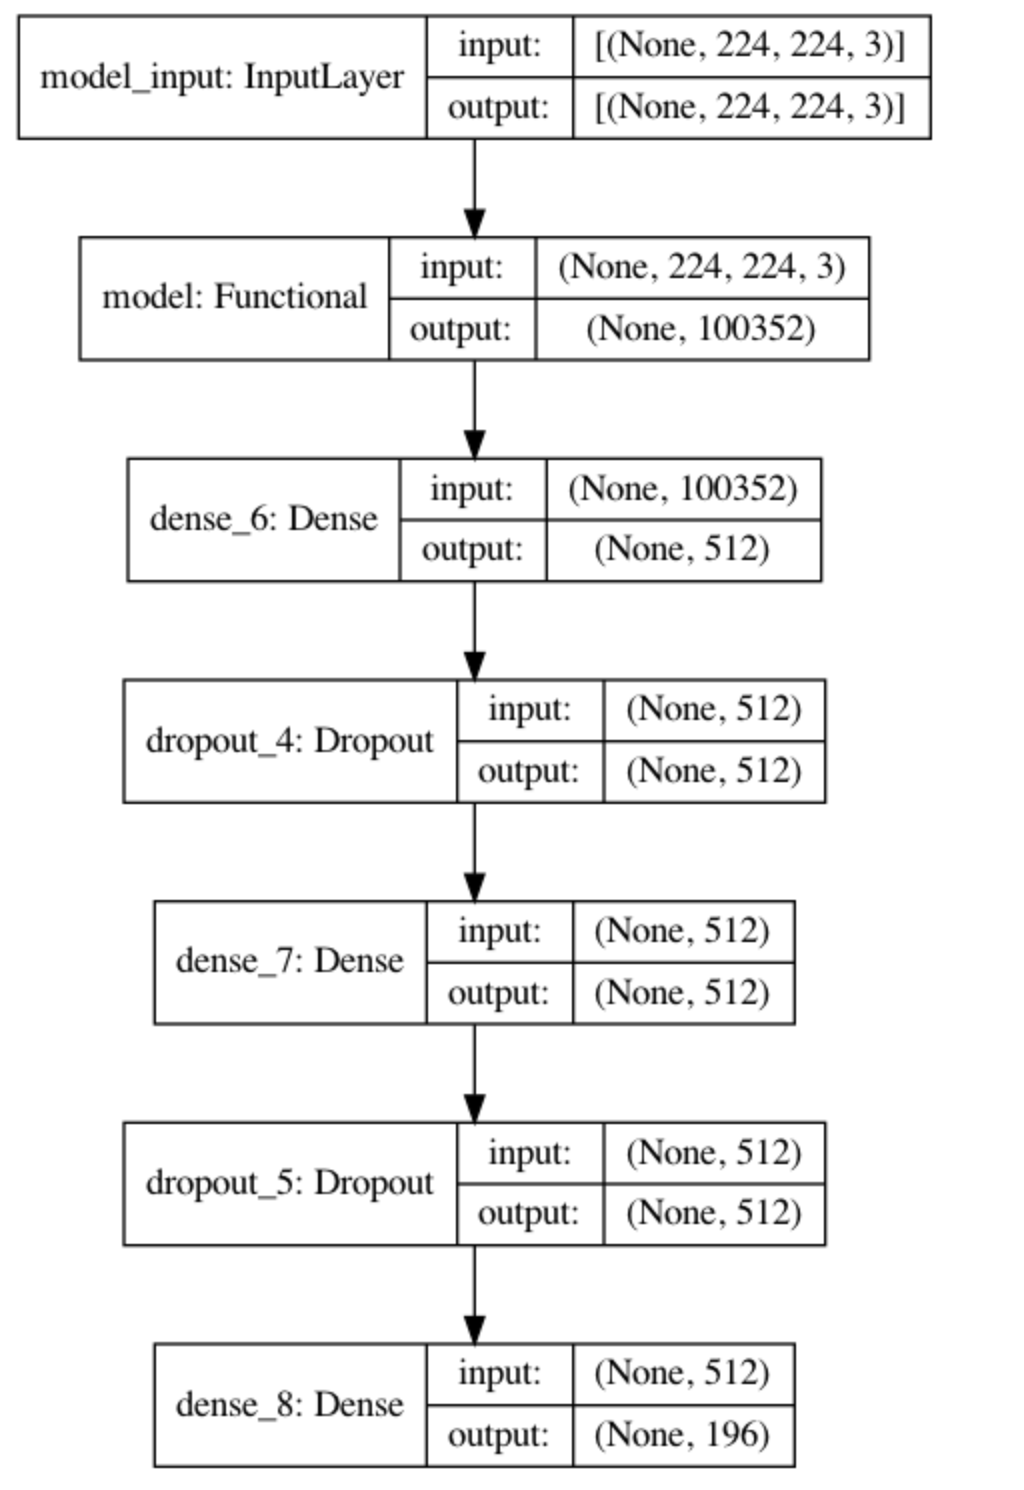 model_input: InputLayer
input:
[(None, 224, 224, 3)]
output:
[(None, 224, 224, 3)]
model: Functional
input:
(None, 224, 224, 3)
output:
(None, 100352)
dense_6: Dense
input:
(None, 100352)
output:
(None, 512)
dropout_4: Dropout
input:
(None, 512)
output:
(None, 512)
dense_7: Dense
input:
(None, 512)
output:
(None, 512)
dropout_5: Dropout
input:
(None, 512)
output:
(None, 512)
dense_8: Dense
input:
(None, 512)
output:
(None, 196)